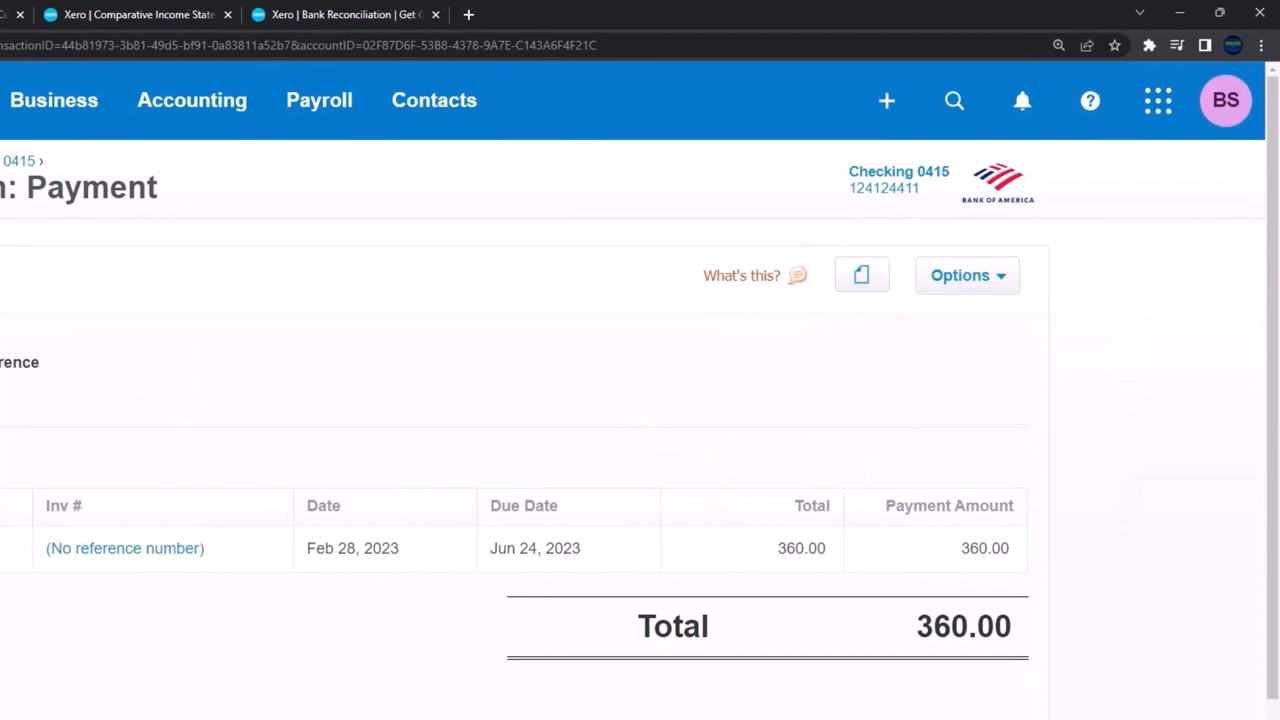 Xero | Comparative Income State
Xero | Bank Reconciliation | Get G
nsactionID=44b81973-3b81-49d5-bf91-0a83811a52b7&accountID=02F87D6F-53B8-4378-9A7E-C143A6F4F21C
Business Accounting Payroll Contacts
BS
0415 ›
n: Payment
Checking 0415
124124411
BANK OF AMERICA
What's this?
Options
rence
Inv # Date Due Date Total Payment Amount
(No reference number) Feb 28, 2023 Jun 24, 2023 360.00 360.00
Total 360.00